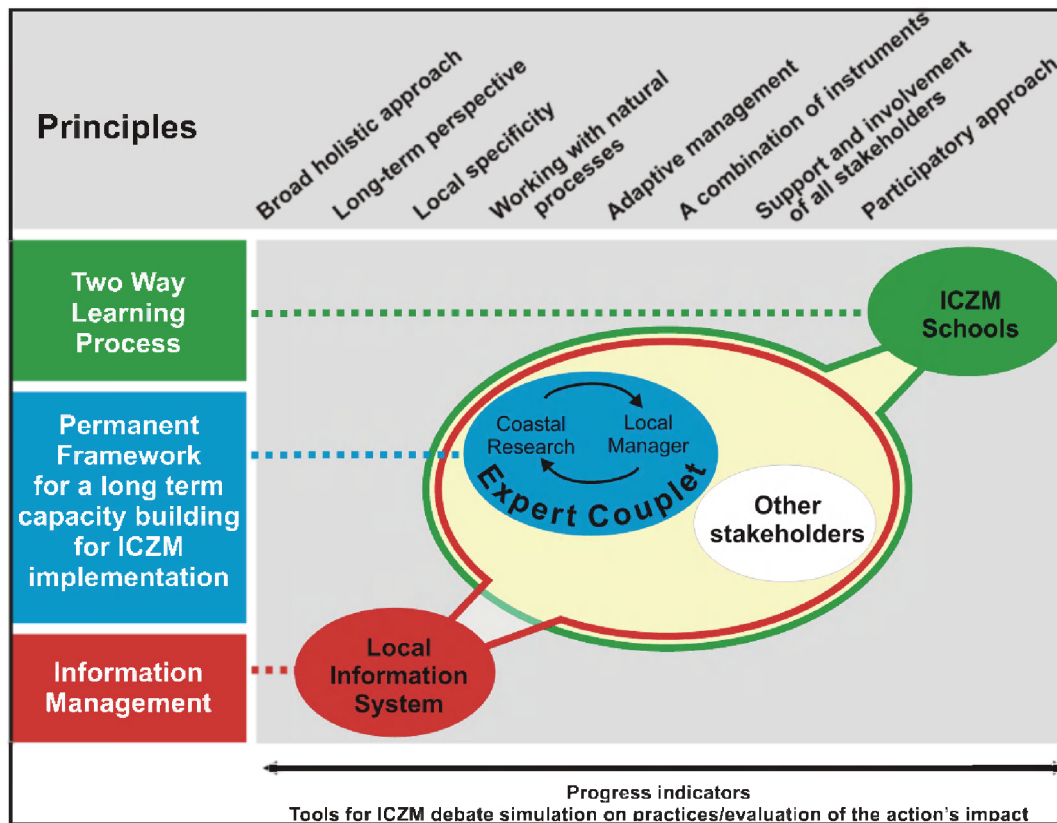 Principles
Broad holistic approach
Long-term perspective
Local specificity
Working with natural
processes
Adaptive management
A combination of instruments
Support and involvement
of all stakeholders
Participatory approach
Two Way
Learning
Process
ICZM
Schools
Permanent
Framework
for a long term
capacity building
for ICZM
implementation
Coastal
Research
Local
Manager
Expert Couplet
Other
stakeholders
Information
Management
Local
Information
System
Progress indicators
Tools for ICZM debate simulation on practices/evaluation of the action's impact